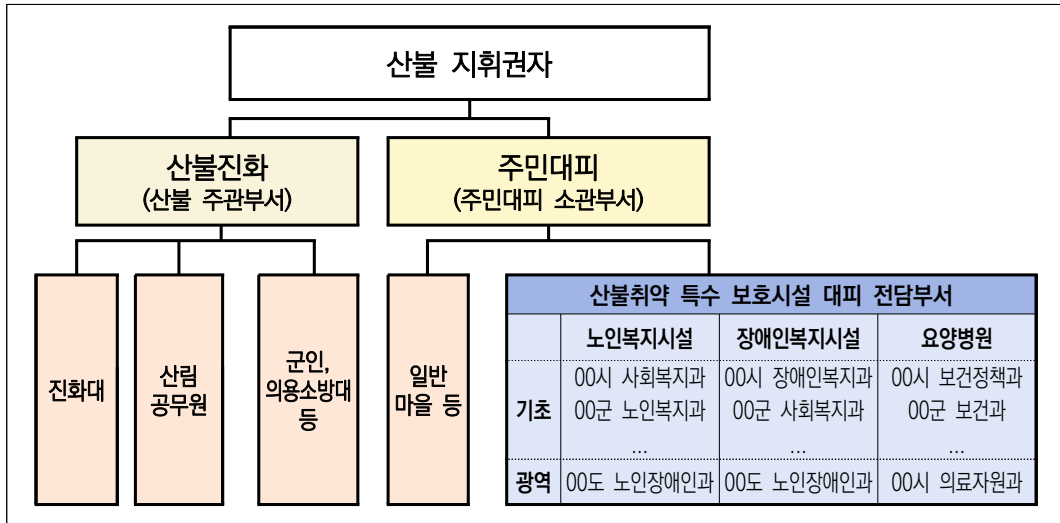 산불 지휘권자
산불진화
(산불 주관부서)
주민대피
(주민대피 소관부서)
진화대
산림
공무원
군인,
의용소방대
등
일반
마을 등
산불취약 특수 보호시설 대피 전담부서
노인복지시설 장애인복지시설 요양병원
기초 00시 사회복지과 00시 장애인복지과 00시 보건정책과
00군 노인복지과 00군 사회복지과 00군 보건과
... ... ...
광역 00도 노인장애인과 00도 노인장애인과 00시 의료자원과